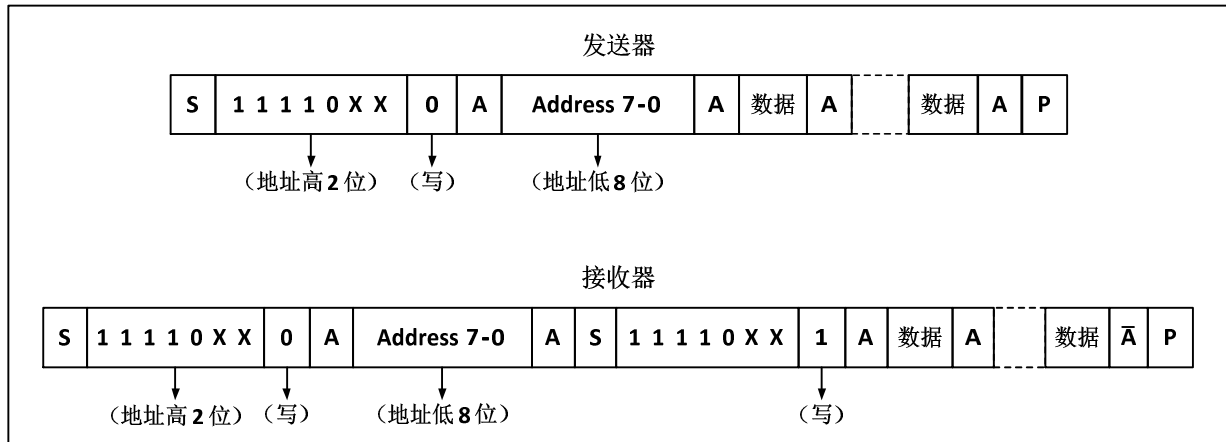 发送器
S 1 1 1 1 0 X X 0 A Address 7-0 A 数据 A 数据 A P
（地址高2位） （写） （地址低8位）
接收器
S 1 1 1 1 0 X X 0 A Address 7-0 A S 1 1 1 1 0 X X 1 A 数据 A 数据 Ā P
（地址高2位） （写） （地址低8位） （写）